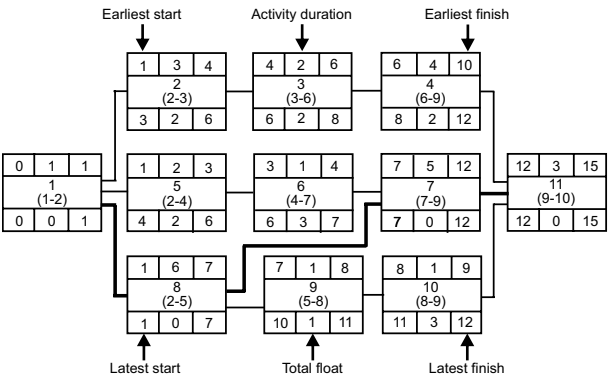 Earliest start Activity duration Earliest finish
1 3 4 4 2 6 6 4 10
2 3 4
(2-3) (3-6) (6-9)
3 2 6 6 2 8 8 2 12
0 1 1 1 2 3 3 1 4 7 5 12 12 3 15
1 5 6 7 11
(1-2) (2-4) (4-7) (7-9) (9-10)
0 0 1 4 2 6 6 3 7 7 0 12 12 0 15
1 6 7 7 1 8 8 1 9
8 9 10
(2-5) (5-8) (8-9)
1 0 7 10 1 11 11 3 12
Latest start Total float Latest finish